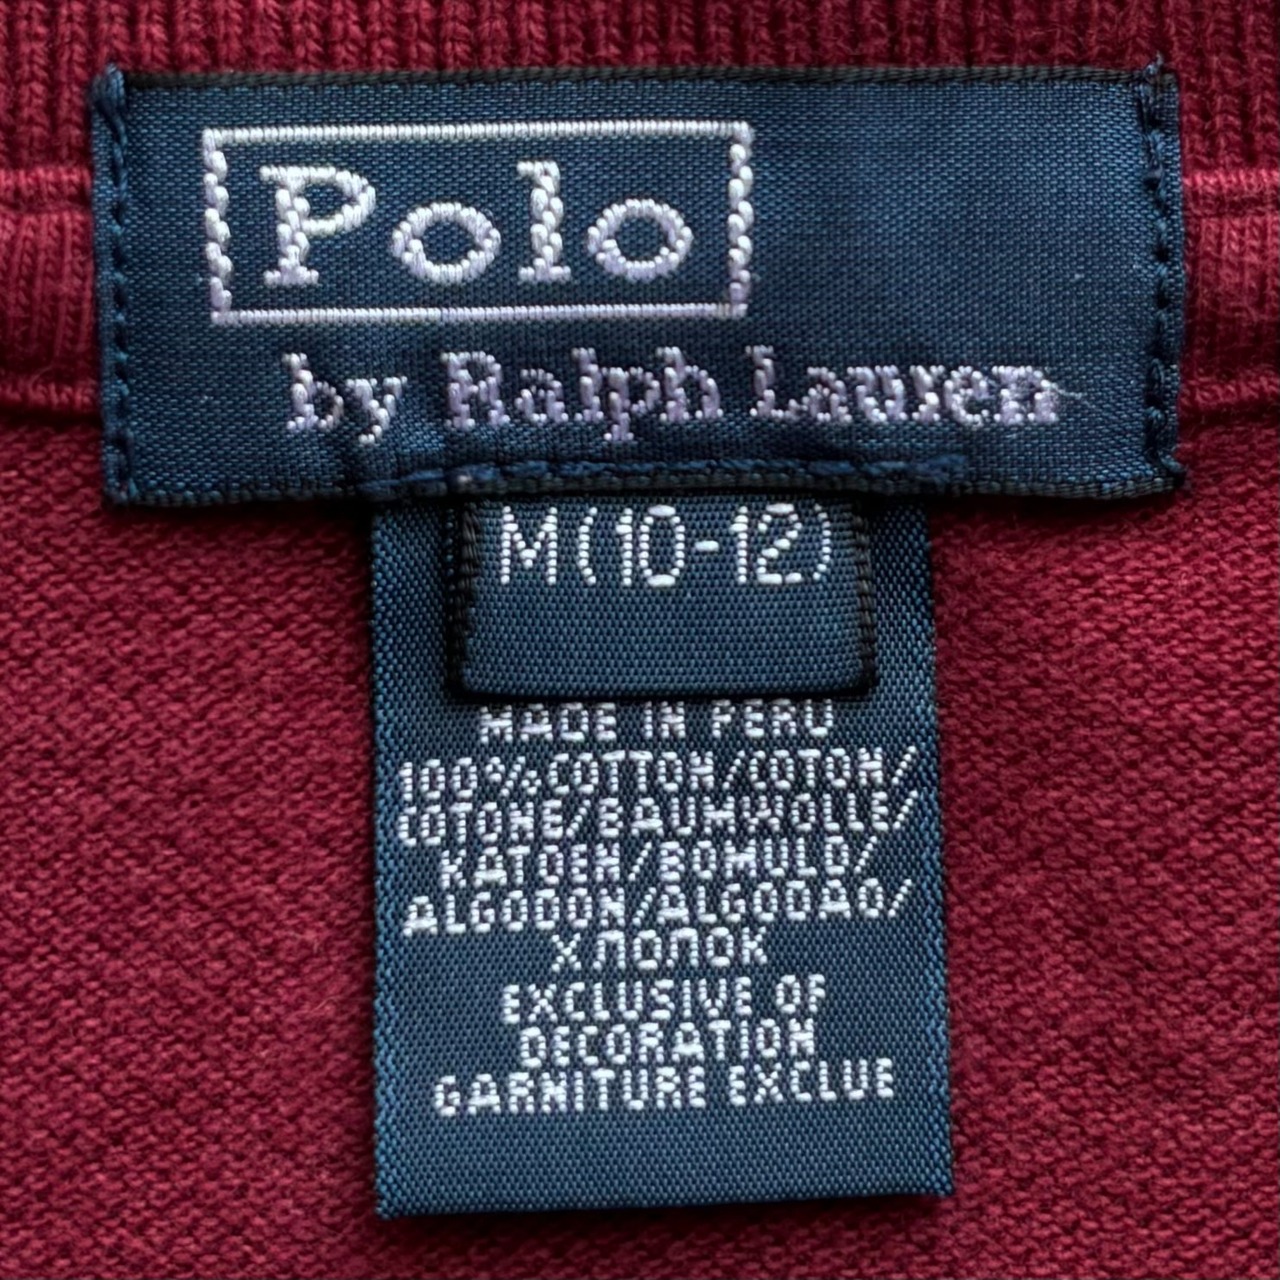 Polo
by Ralph Lauren
M(10-12)
MADE IN PERU
100%COTTON/COTON/
COTONE/BAUMWOLLE/
KATOEN/BOMULD/
ALGODON/ALGODAO/
ХЛОПОК
EXCLUSIVE OF
DECORATION
GARNITURE EXCLUE